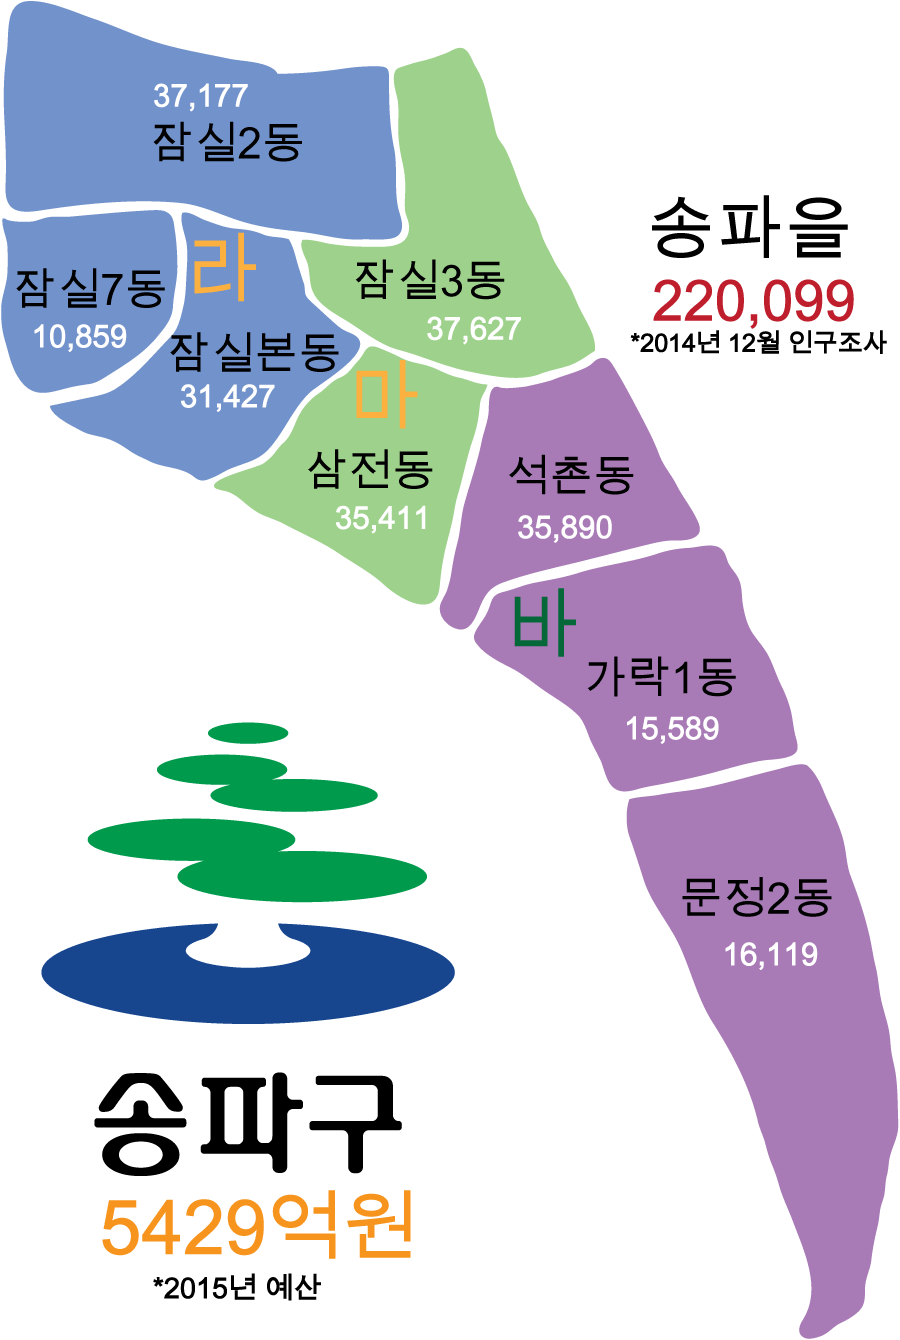 37,177
잠실2동
송파을
220,099
*2014년 12월 인구조사
라
잠실7동
10,859
잠실3동
37,627
잠실본동
31,427
마
삼전동
35,411
석촌동
35,890
바
가락1동
15,589
문정2동
16,119
송파구
5429억원
*2015년 예산